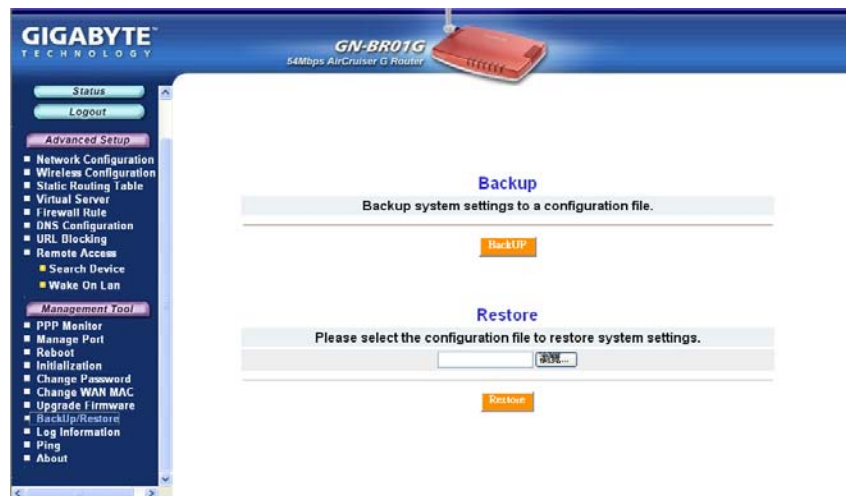 GIGABYTE™
TECHNOLOGY
GN-BR01G
54Mbps AirCruiser G Router
Status
Logout
Advanced Setup
Network Configuration
Wireless Configuration
Static Routing Table
Virtual Server
Firewall Rule
DNS Configuration
URL Blocking
Remote Access
Search Device
Wake On Lan
Management Tool
PPP Monitor
Manage Port
Reboot
Initialization
Change Password
Change WAN MAC
Upgrade Firmware
BackUp/Restore
Log Information
Ping
About
Backup
Backup system settings to a configuration file.
BackUP
Restore
Please select the configuration file to restore system settings.
瀏覽...
Restore